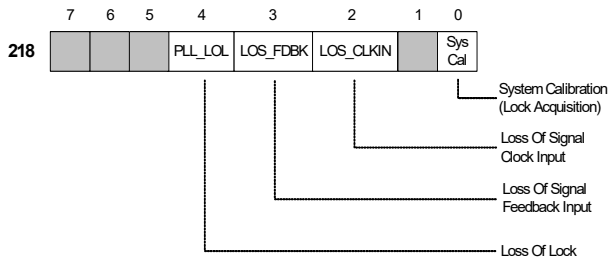 7 6 5 4 3 2 1 0
218 PLL_LOL LOS_FDBK LOS_CLKIN Sys Cal
System Calibration
(Lock Acquisition)
Loss Of Signal
Clock Input
Loss Of Signal
Feedback Input
Loss Of Lock